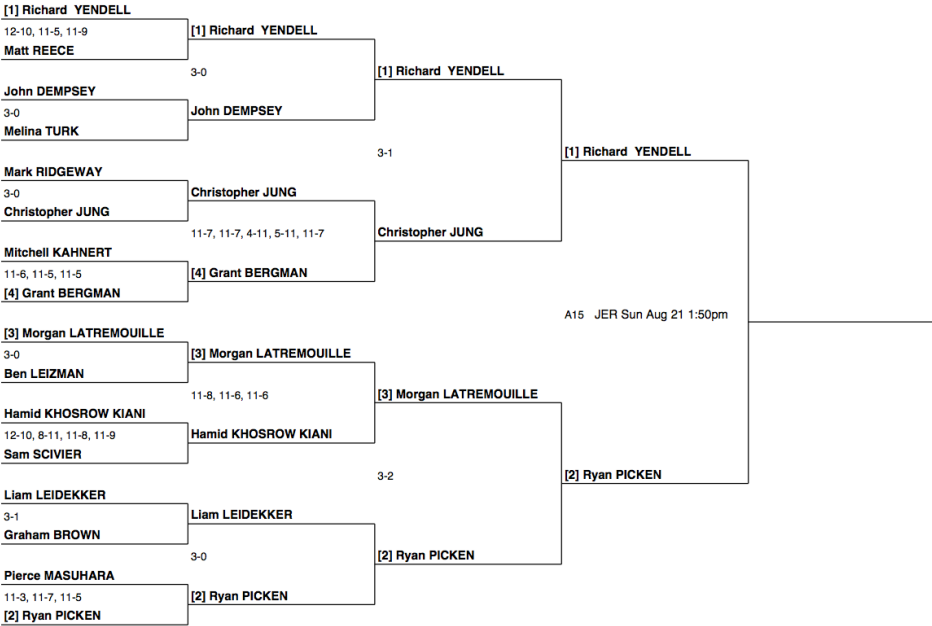 [1] Richard YENDELL
12-10, 11-5, 11-9
Matt REECE
[1] Richard YENDELL
3-0
John DEMPSEY
3-0
Melina TURK
John DEMPSEY
[1] Richard YENDELL
3-1
Mark RIDGEWAY
3-0
Christopher JUNG
Christopher JUNG
11-7, 11-7, 4-11, 5-11, 11-7
Mitchell KAHNERT
11-6, 11-5, 11-5
[4] Grant BERGMAN
[4] Grant BERGMAN
Christopher JUNG
[1] Richard YENDELL
A15 JER Sun Aug 21 1:50pm
[3] Morgan LATREMOUILLE
3-0
Ben LEIZMAN
[3] Morgan LATREMOUILLE
11-8, 11-6, 11-6
Hamid KHOSROW KIANI
12-10, 8-11, 11-8, 11-9
Sam SCIVIER
Hamid KHOSROW KIANI
[3] Morgan LATREMOUILLE
3-2
Liam LEIDEKKER
3-1
Graham BROWN
Liam LEIDEKKER
3-0
Pierce MASUHARA
11-3, 11-7, 11-5
[2] Ryan PICKEN
[2] Ryan PICKEN
[2] Ryan PICKEN
[2] Ryan PICKEN